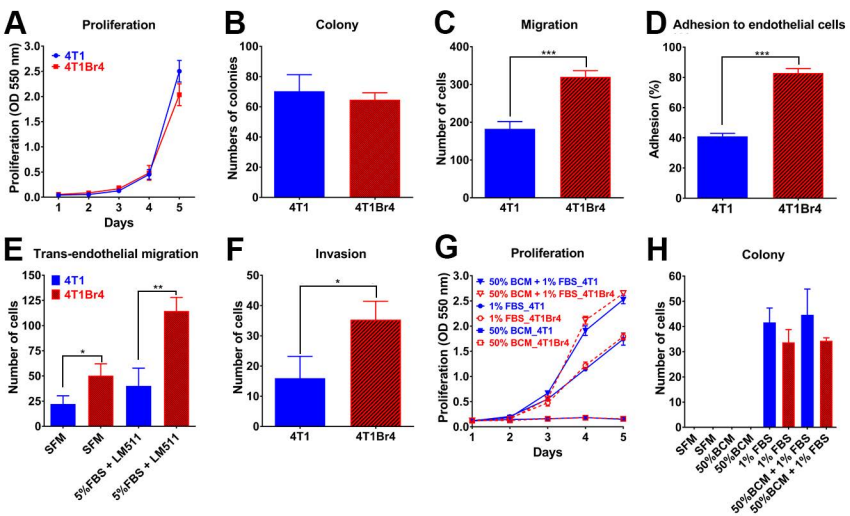 A
Proliferation
Proliferation (OD 550 nm)
3.0
2.5
2.0
1.5
1.0
0.5
0.0
4T1
4T1Br4
1 2 3 4 5
Days
B
Colony
Numbers of colonies
100
80
60
40
20
0
4T1 4T1Br4
C
Migration
Number of cells
400
300
200
100
0
***
4T1 4T1Br4
D
Adhesion to endothelial cells
Adhesion (%)
100
80
60
40
20
0
***
4T1 4T1Br4
E
Trans-endothelial migration
Number of cells
150
125
100
75
50
25
0
4T1
4T1Br4
*
**
SFM
SFM
5%FBS + LM511
5%FBS + LM511
F
Invasion
Number of cells
50
40
30
20
10
0
*
4T1 4T1Br4
G
Proliferation
Proliferation (OD 550 nm)
3.0
2.5
2.0
1.5
1.0
0.5
0.0
50% BCM + 1% FBS_4T1
50% BCM + 1% FBS_4T1Br4
1% FBS_4T1
1% FBS_4T1Br4
50% BCM_4T1
50% BCM_4T1Br4
1 2 3 4 5
Days
H
Colony
Number of cells
60
50
40
30
20
10
0
SFM
SFM
50%BCM
50%BCM
1% FBS
1% FBS
50%BCM + 1% FBS
50%BCM + 1% FBS